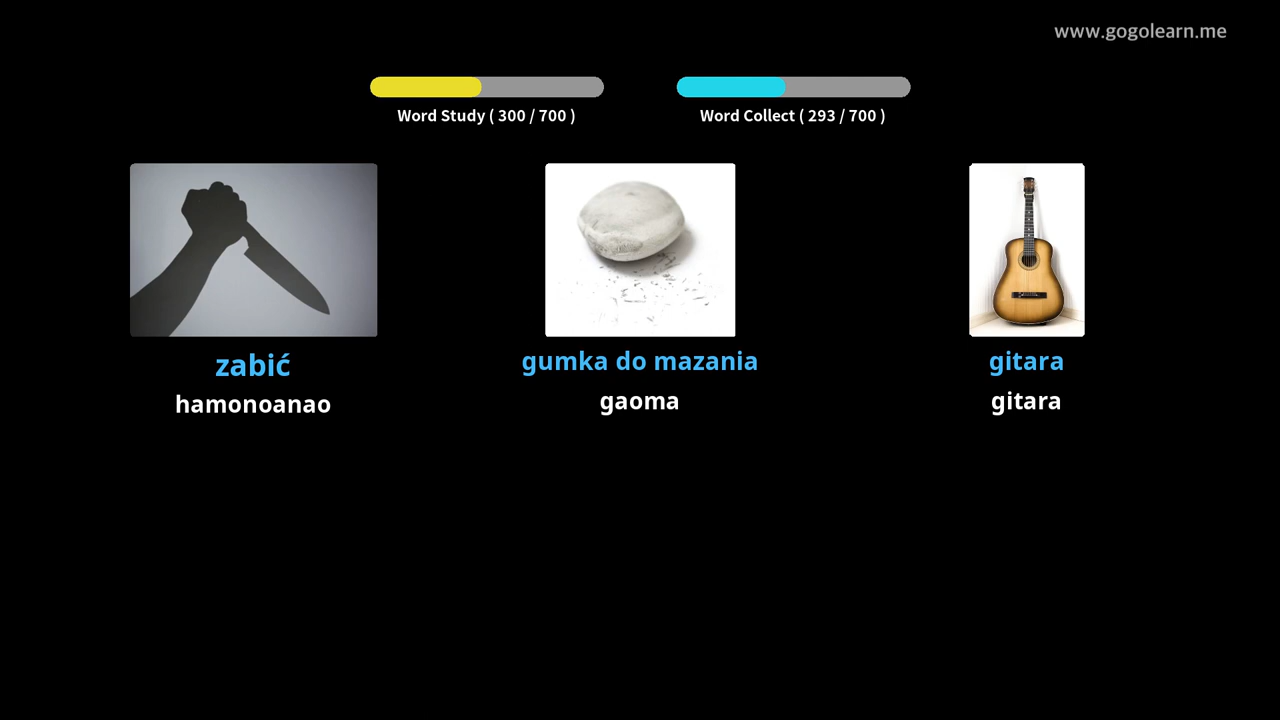 www.gogolearn.me
Word Study ( 300 / 700 )
Word Collect ( 293 / 700 )
zabić
hamonoanao
gumka do mazania
gaoma
gitara
gitara